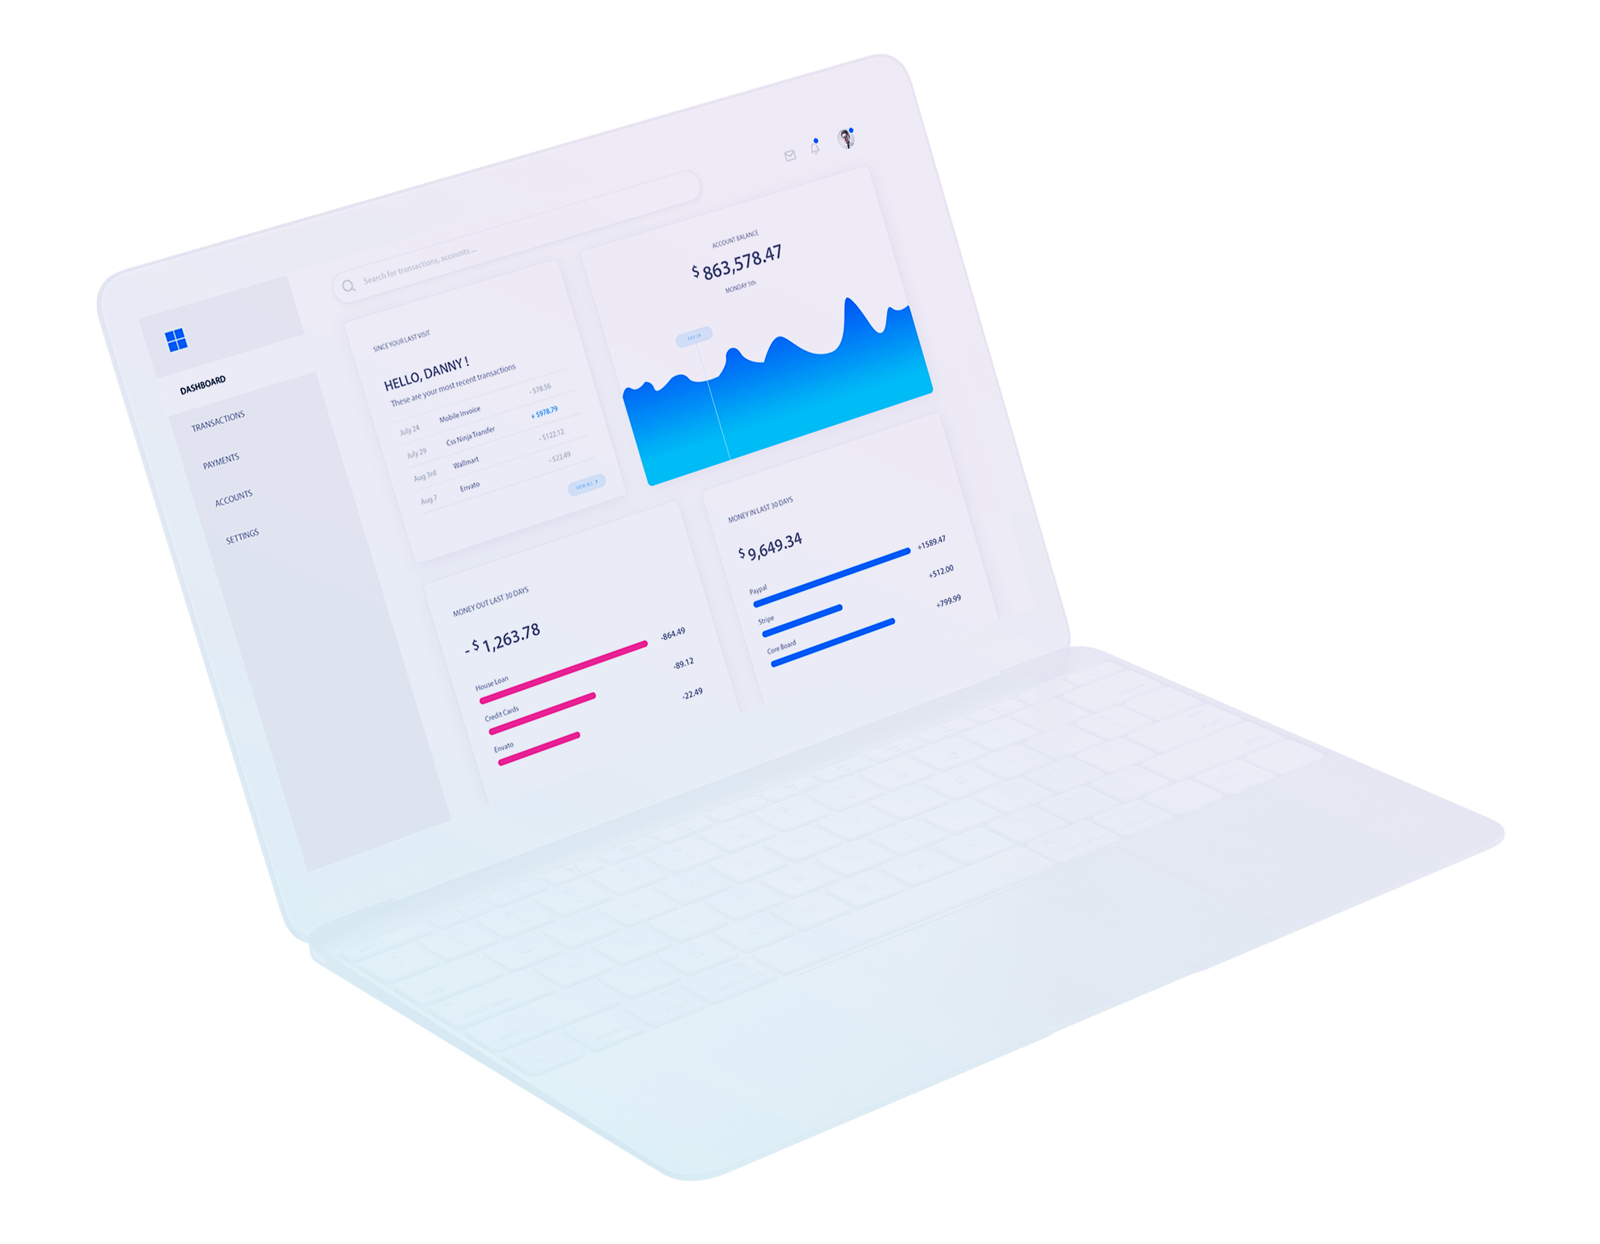 DASHBOARD
TRANSACTIONS
PAYMENTS
ACCOUNTS
SETTINGS
Search for transactions, accounts ...
SINCE YOUR LAST VISIT
HELLO, DANNY !
These are your most recent transactions
July 24 Mobile Invoice - $78.56
July 29 Css Ninja Transfer + $978.79
Aug 3rd Wallmart - $122.12
Aug 7 Envato - $22.49
VIEW ALL
ACCOUNT BALANCE
$ 863,578.47
MONDAY 5th
MONEY OUT LAST 30 DAYS
- $ 1,263.78
House Loan -864.49
Credit Cards -89.12
Envato -22.49
MONEY IN LAST 30 DAYS
$ 9,649.34
Paypal +1589.47
Stripe +512.00
Core Board +799.99